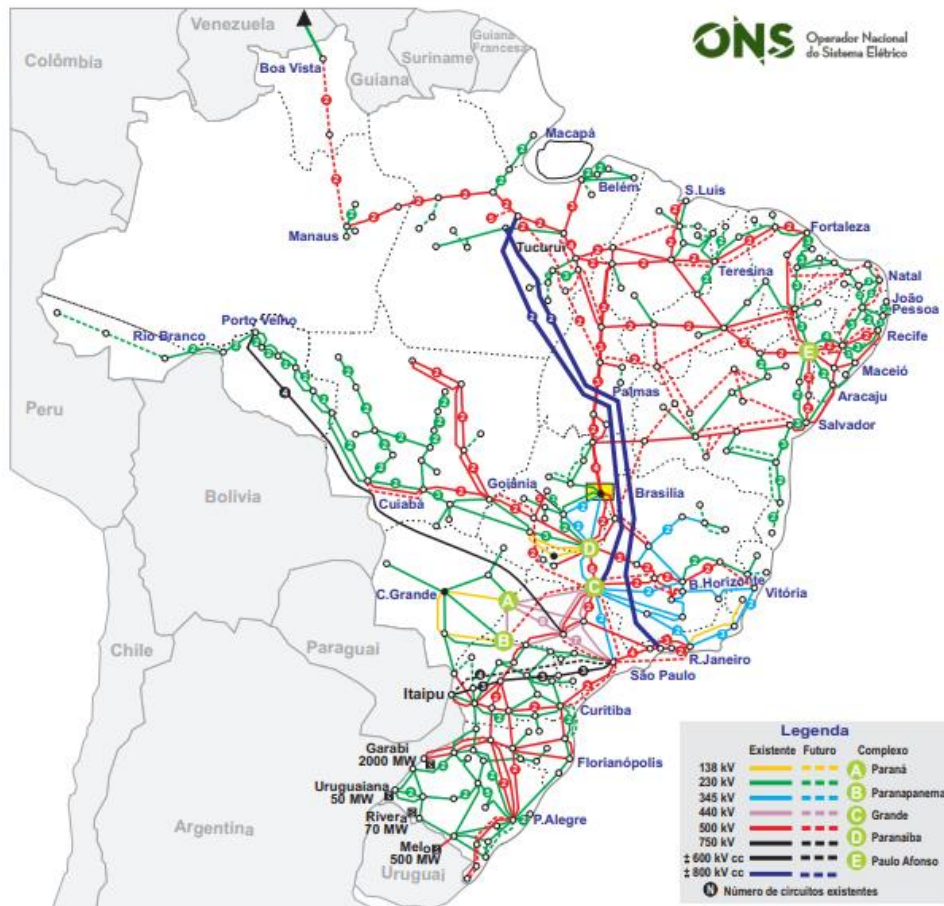 Venezuela
Guiana
Francesa
Suriname
Colômbia
Guiana
Boa Vista
ONS Operador Nacional
do Sistema Elétrico
Macapá
Belém
S.Luis
Manaus
Fortaleza
Tucuruí
Teresina
Natal
João
Pessoa
Porto Velho
Rio Branco
Recife
E
Maceió
Palmas
Aracaju
Peru
Salvador
Goiânia
Brasília
Bolivia
Cuiabá
D
C
B.Horizonte
Vitória
C.Grande
A
B
Paraguai
Chile
R.Janeiro
São Paulo
Itaipu
Curitiba
Garabi
2000 MW
Florianópolis
Uruguaiana
50 MW
Rivera
70 MW
P.Alegre
Melo
500 MW
Argentina
Uruguai
Legenda
Existente Futuro Complexo
138 kV A Paraná
230 kV
345 kV B Paranapanema
440 kV C Grande
500 kV D Paranaiba
750 kV
± 600 kV cc E Paulo Afonso
± 800 kV cc
N Número de circuitos existentes